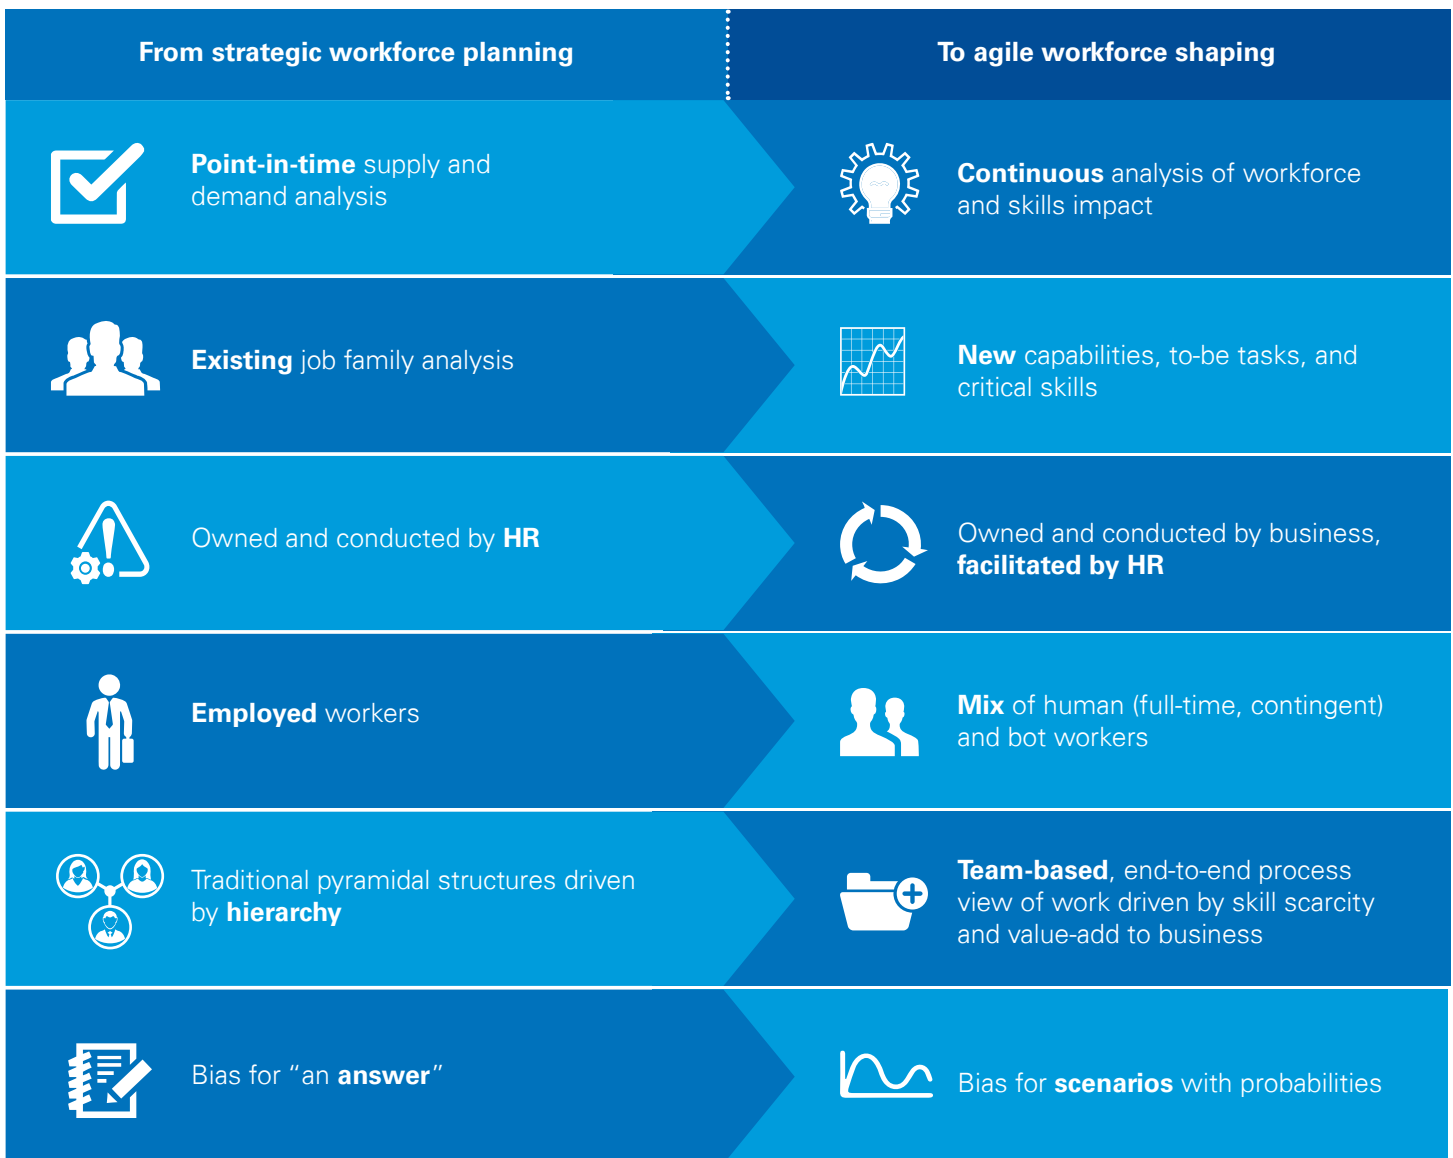 From strategic workforce planning
To agile workforce shaping
Point-in-time supply and
demand analysis
Continuous analysis of workforce
and skills impact
Existing job family analysis
New capabilities, to-be tasks, and
critical skills
Owned and conducted by HR
Owned and conducted by business,
facilitated by HR
Employed workers
Mix of human (full-time, contingent)
and bot workers
Traditional pyramidal structures driven
by hierarchy
Team-based, end-to-end process
view of work driven by skill scarcity
and value-add to business
Bias for “an answer”
Bias for scenarios with probabilities